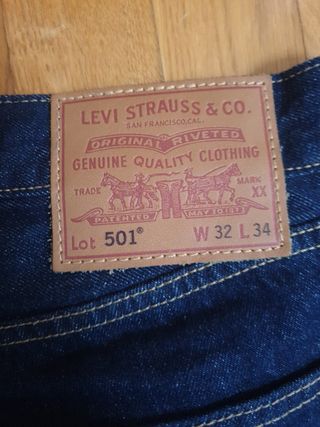 LEVI STRAUSS & CO.
SAN FRANCISCO, CAL.
ORIGINAL RIVETED
GENUINE QUALITY CLOTHING
TRADE MARK
XX
PATENTED MAY 20 1873
Lot 501® W 32 L 34